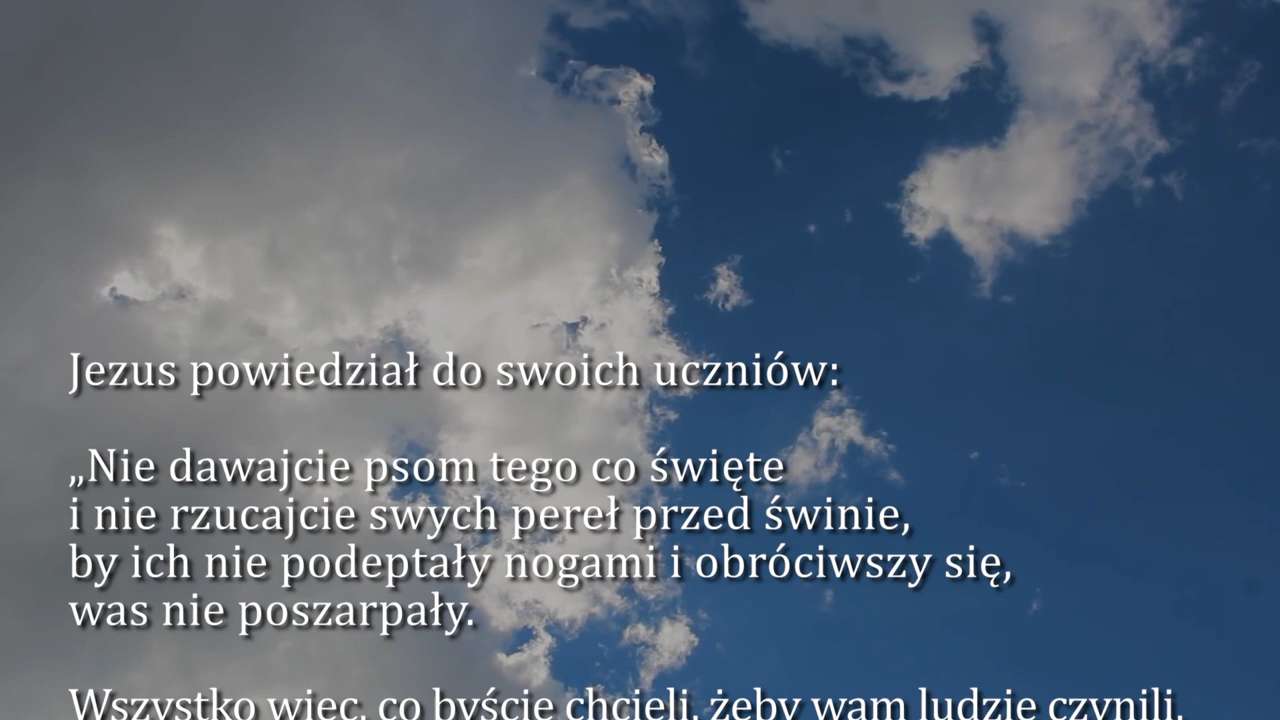 Jezus powiedział do swoich uczniów:
„Nie dawajcie psom tego co święte
i nie rzucajcie swych pereł przed świnie,
by ich nie podeptały nogami i obróciwszy się,
was nie poszarpały.
Wszystko więc, co byście chcieli, żeby wam ludzie czynili,